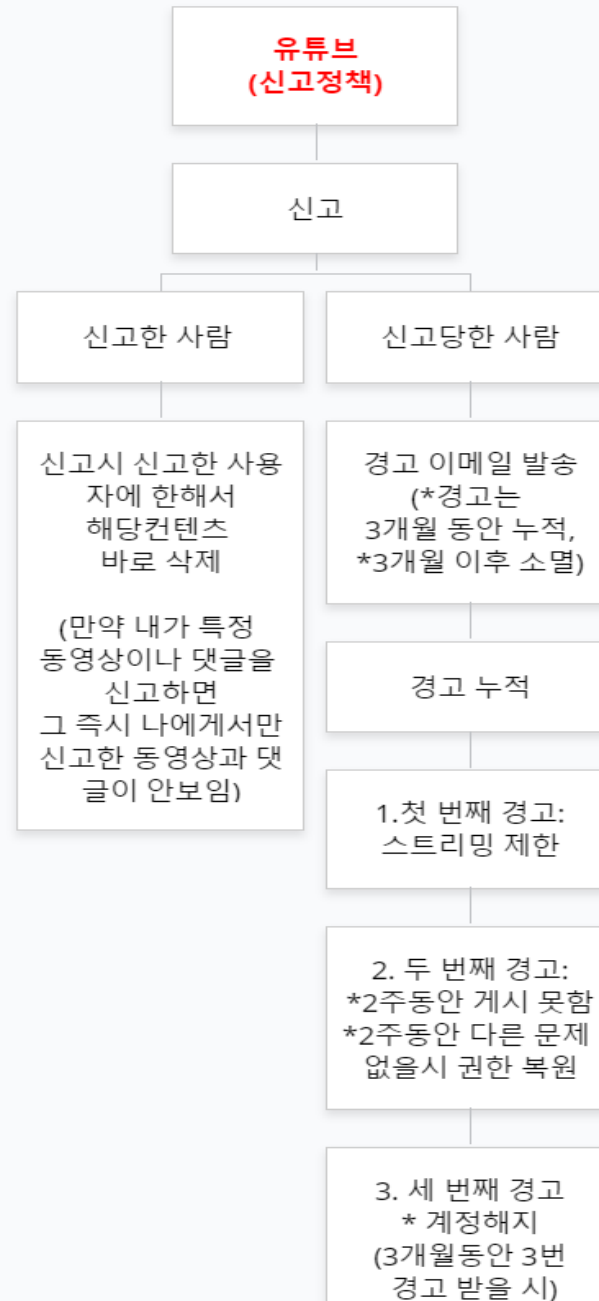 유튜브
(신고정책)
신고
신고한 사람
신고당한 사람
신고시 신고한 사용
자에 한해서
해당컨텐츠
바로 삭제
(만약 내가 특정
동영상이나 댓글을
신고하면
그 즉시 나에게서만
신고한 동영상과 댓
글이 안보임)
경고 이메일 발송
(*경고는
3개월 동안 누적,
*3개월 이후 소멸)
경고 누적
1.첫 번째 경고:
스트리밍 제한
2. 두 번째 경고:
*2주동안 게시 못함
*2주동안 다른 문제
없을시 권한 복원
3. 세 번째 경고
* 계정해지
(3개월동안 3번
경고 받을 시)